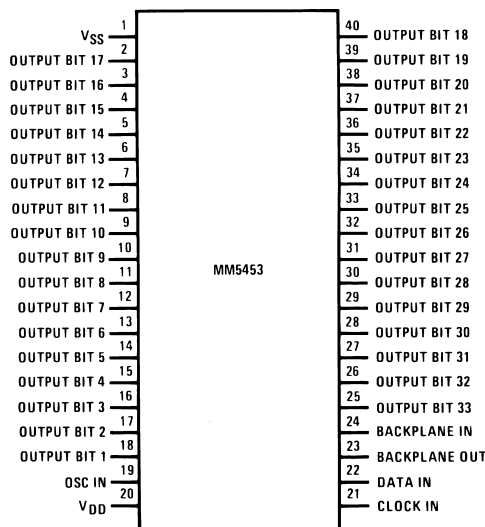 VSS 1
OUTPUT BIT 17 2
OUTPUT BIT 16 3
OUTPUT BIT 15 4
OUTPUT BIT 14 5
OUTPUT BIT 13 6
OUTPUT BIT 12 7
OUTPUT BIT 11 8
OUTPUT BIT 10 9
OUTPUT BIT 9 10
OUTPUT BIT 8 11
OUTPUT BIT 7 12
OUTPUT BIT 6 13
OUTPUT BIT 5 14
OUTPUT BIT 4 15
OUTPUT BIT 3 16
OUTPUT BIT 2 17
OUTPUT BIT 1 18
OSC IN 19
VDD 20
MM5453
40 OUTPUT BIT 18
39 OUTPUT BIT 19
38 OUTPUT BIT 20
37 OUTPUT BIT 21
36 OUTPUT BIT 22
35 OUTPUT BIT 23
34 OUTPUT BIT 24
33 OUTPUT BIT 25
32 OUTPUT BIT 26
31 OUTPUT BIT 27
30 OUTPUT BIT 28
29 OUTPUT BIT 29
28 OUTPUT BIT 30
27 OUTPUT BIT 31
26 OUTPUT BIT 32
25 OUTPUT BIT 33
24 BACKPLANE IN
23 BACKPLANE OUT
22 DATA IN
21 CLOCK IN